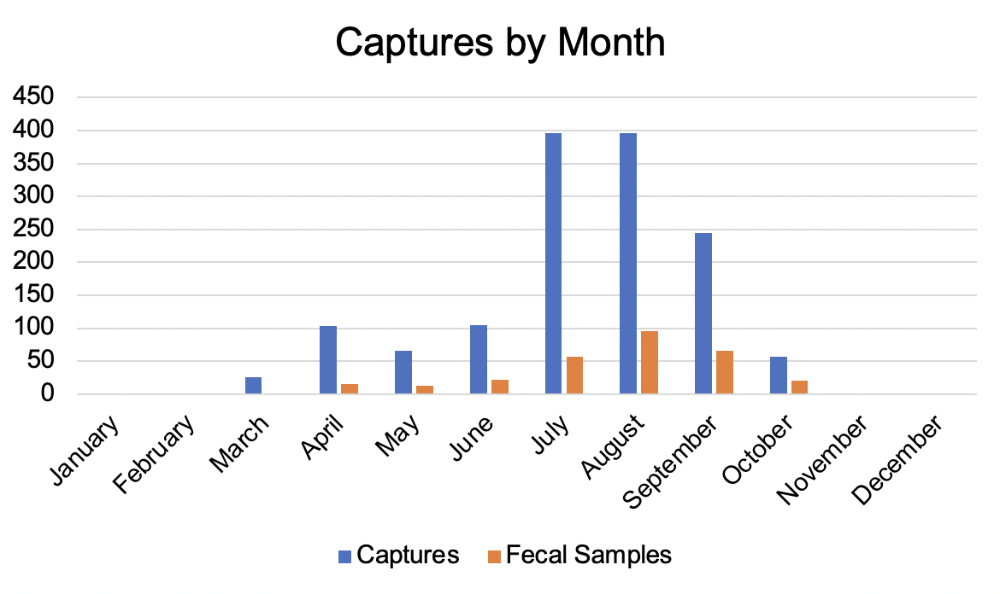 Captures by Month
450
400
350
300
250
200
150
100
50
0
January
February
March
April
May
June
July
August
September
October
November
December
Captures Fecal Samples